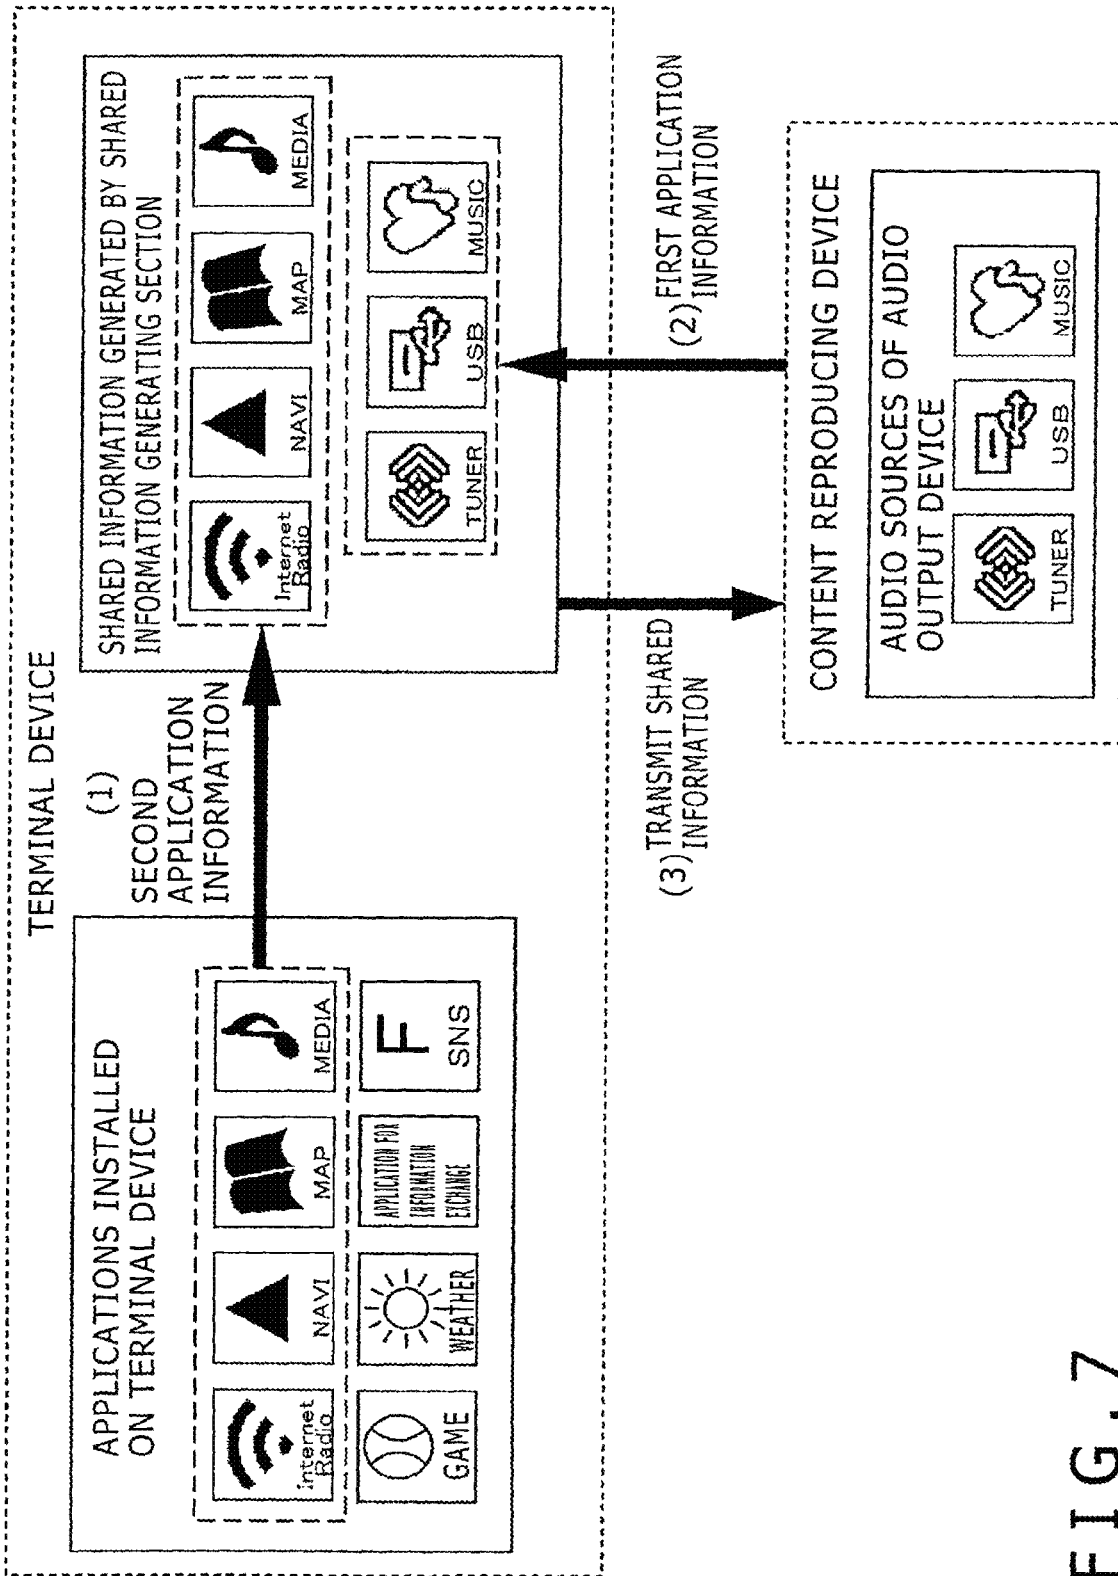 TERMINAL DEVICE
APPLICATIONS INSTALLED
ON TERMINAL DEVICE
Internet
Radio
NAVI
MAP
MEDIA
GAME
WEATHER
APPLICATION FOR
INFORMATION
EXCHANGE
F
SNS
(1)
SECOND
APPLICATION
INFORMATION
SHARED INFORMATION GENERATED BY SHARED
INFORMATION GENERATING SECTION
Internet
Radio
NAVI
MAP
MEDIA
TUNER
USB
MUSIC
(3) TRANSMIT SHARED
INFORMATION
(2) FIRST APPLICATION
INFORMATION
CONTENT REPRODUCING DEVICE
AUDIO SOURCES OF AUDIO
OUTPUT DEVICE
TUNER
USB
MUSIC
FIG.7